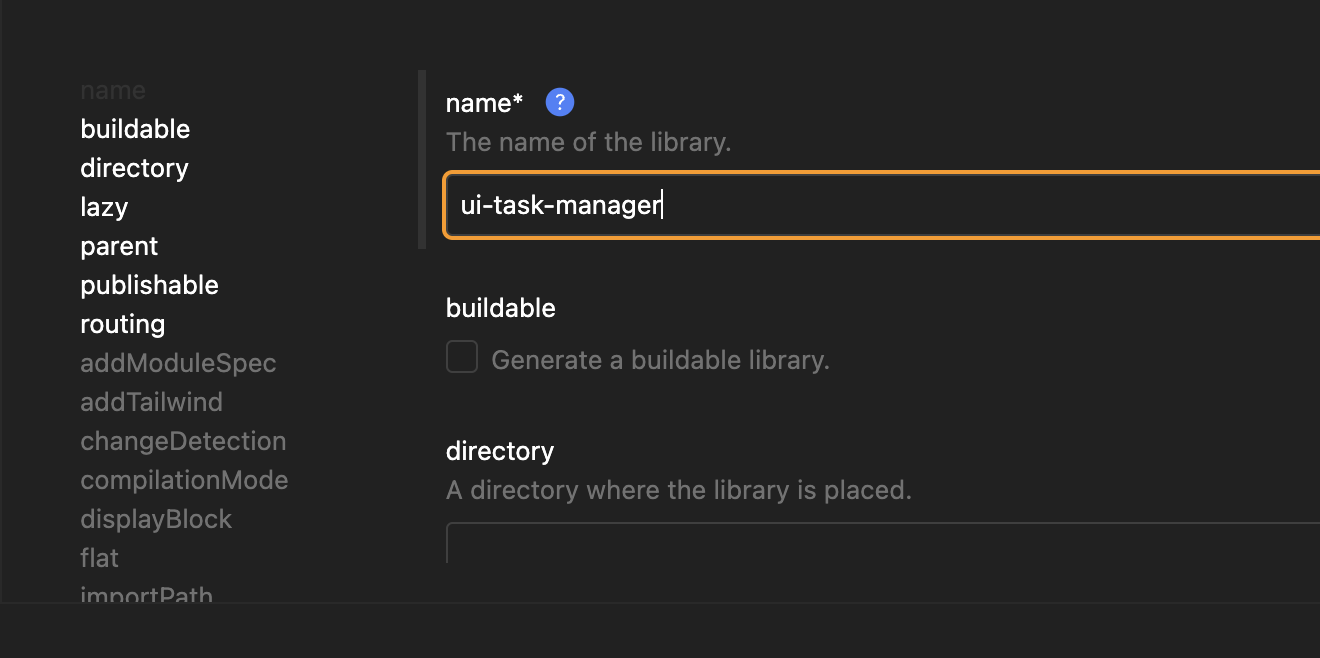 name
buildable
directory
lazy
parent
publishable
routing
addModuleSpec
addTailwind
changeDetection
compilationMode
displayBlock
flat
importPath
name* ?
The name of the library.
ui-task-manager
buildable
Generate a buildable library.
directory
A directory where the library is placed.